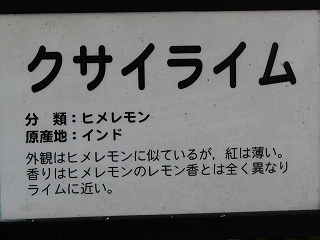 クサイライム
分　類：ヒメレモン
原産地：インド
外観はヒメレモンに似ているが，紅は薄い。
香りはヒメレモンのレモン香とは全く異なり
ライムに近い。